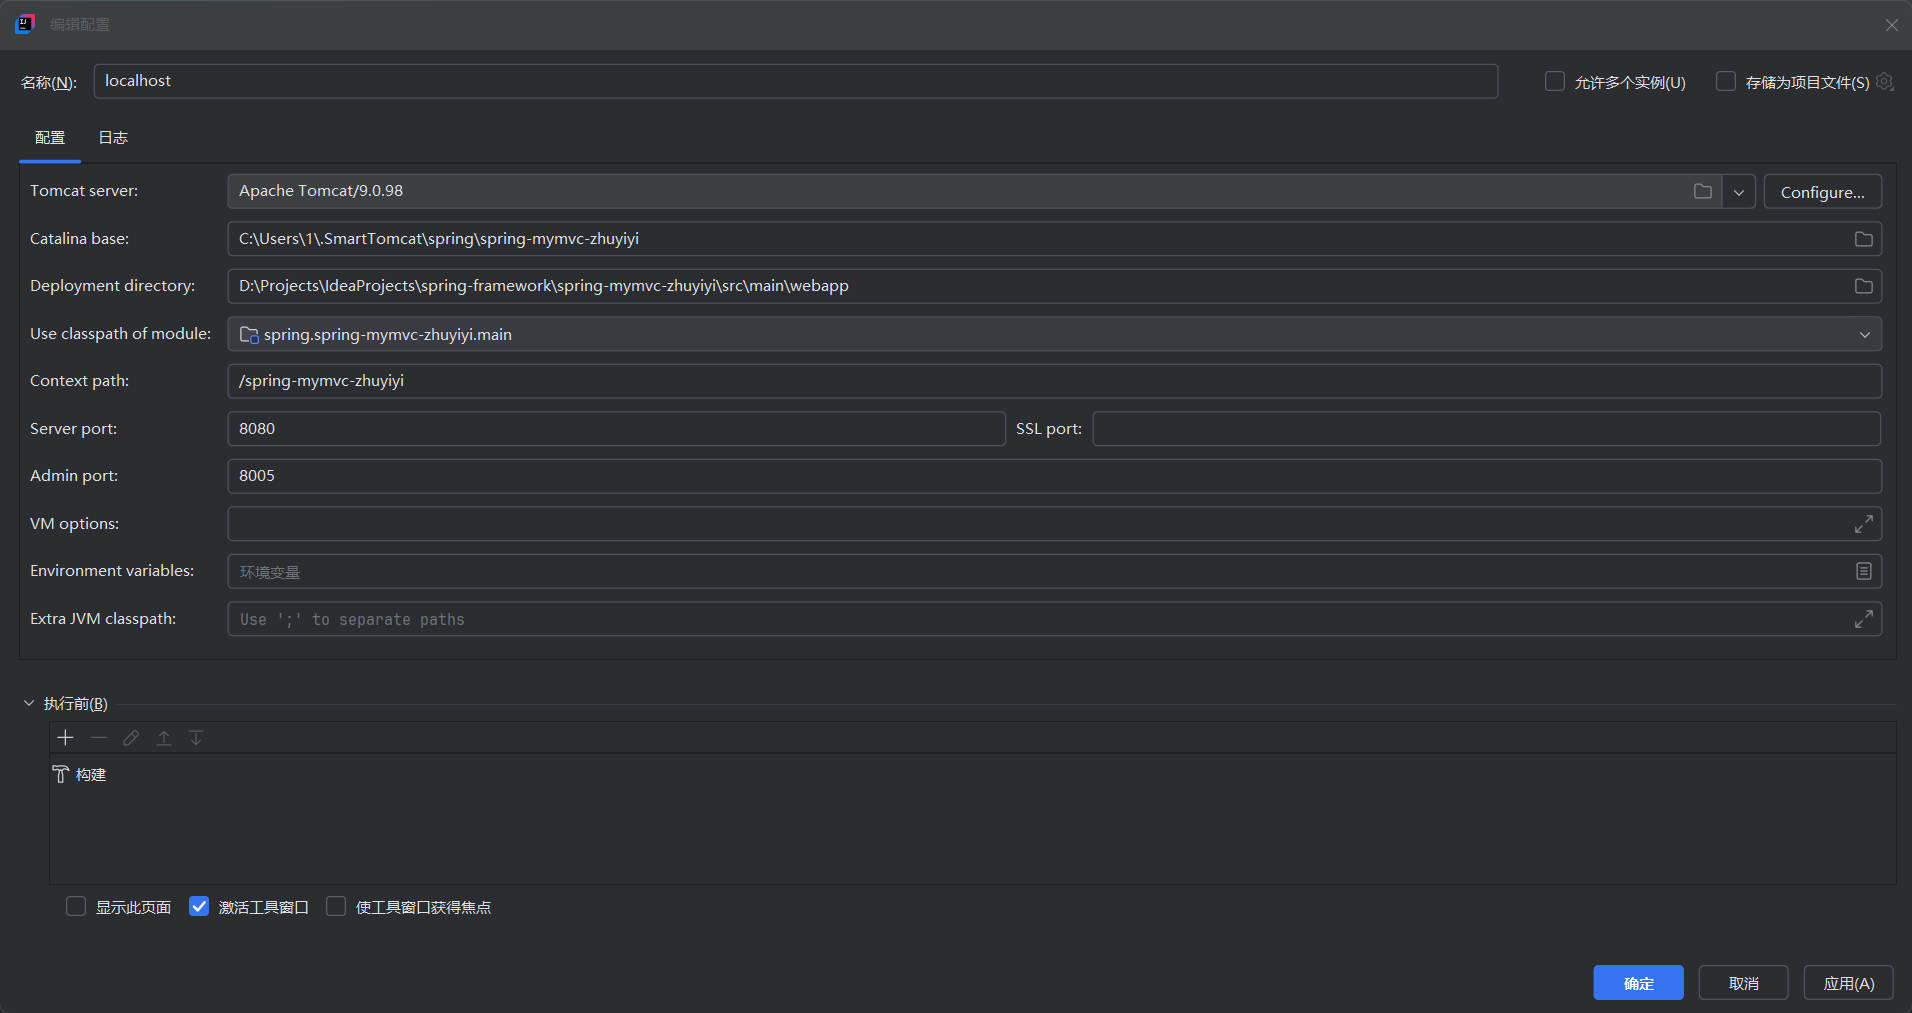 编辑配置
名称(N): localhost 允许多个实例(U) 存储为项目文件(S)
配置 日志
Tomcat server: Apache Tomcat/9.0.98 Configure...
Catalina base: C:\Users\1\.SmartTomcat\spring\spring-mymvc-zhuyiyi
Deployment directory: D:\Projects\IdeaProjects\spring-framework\spring-mymvc-zhuyiyi\src\main\webapp
Use classpath of module: spring.spring-mymvc-zhuyiyi.main
Context path: /spring-mymvc-zhuyiyi
Server port: 8080 SSL port:
Admin port: 8005
VM options:
Environment variables: 环境变量
Extra JVM classpath: Use ';' to separate paths
执行前(B)
构建
显示此页面 激活工具窗口 使工具窗口获得焦点
确定 取消 应用(A)